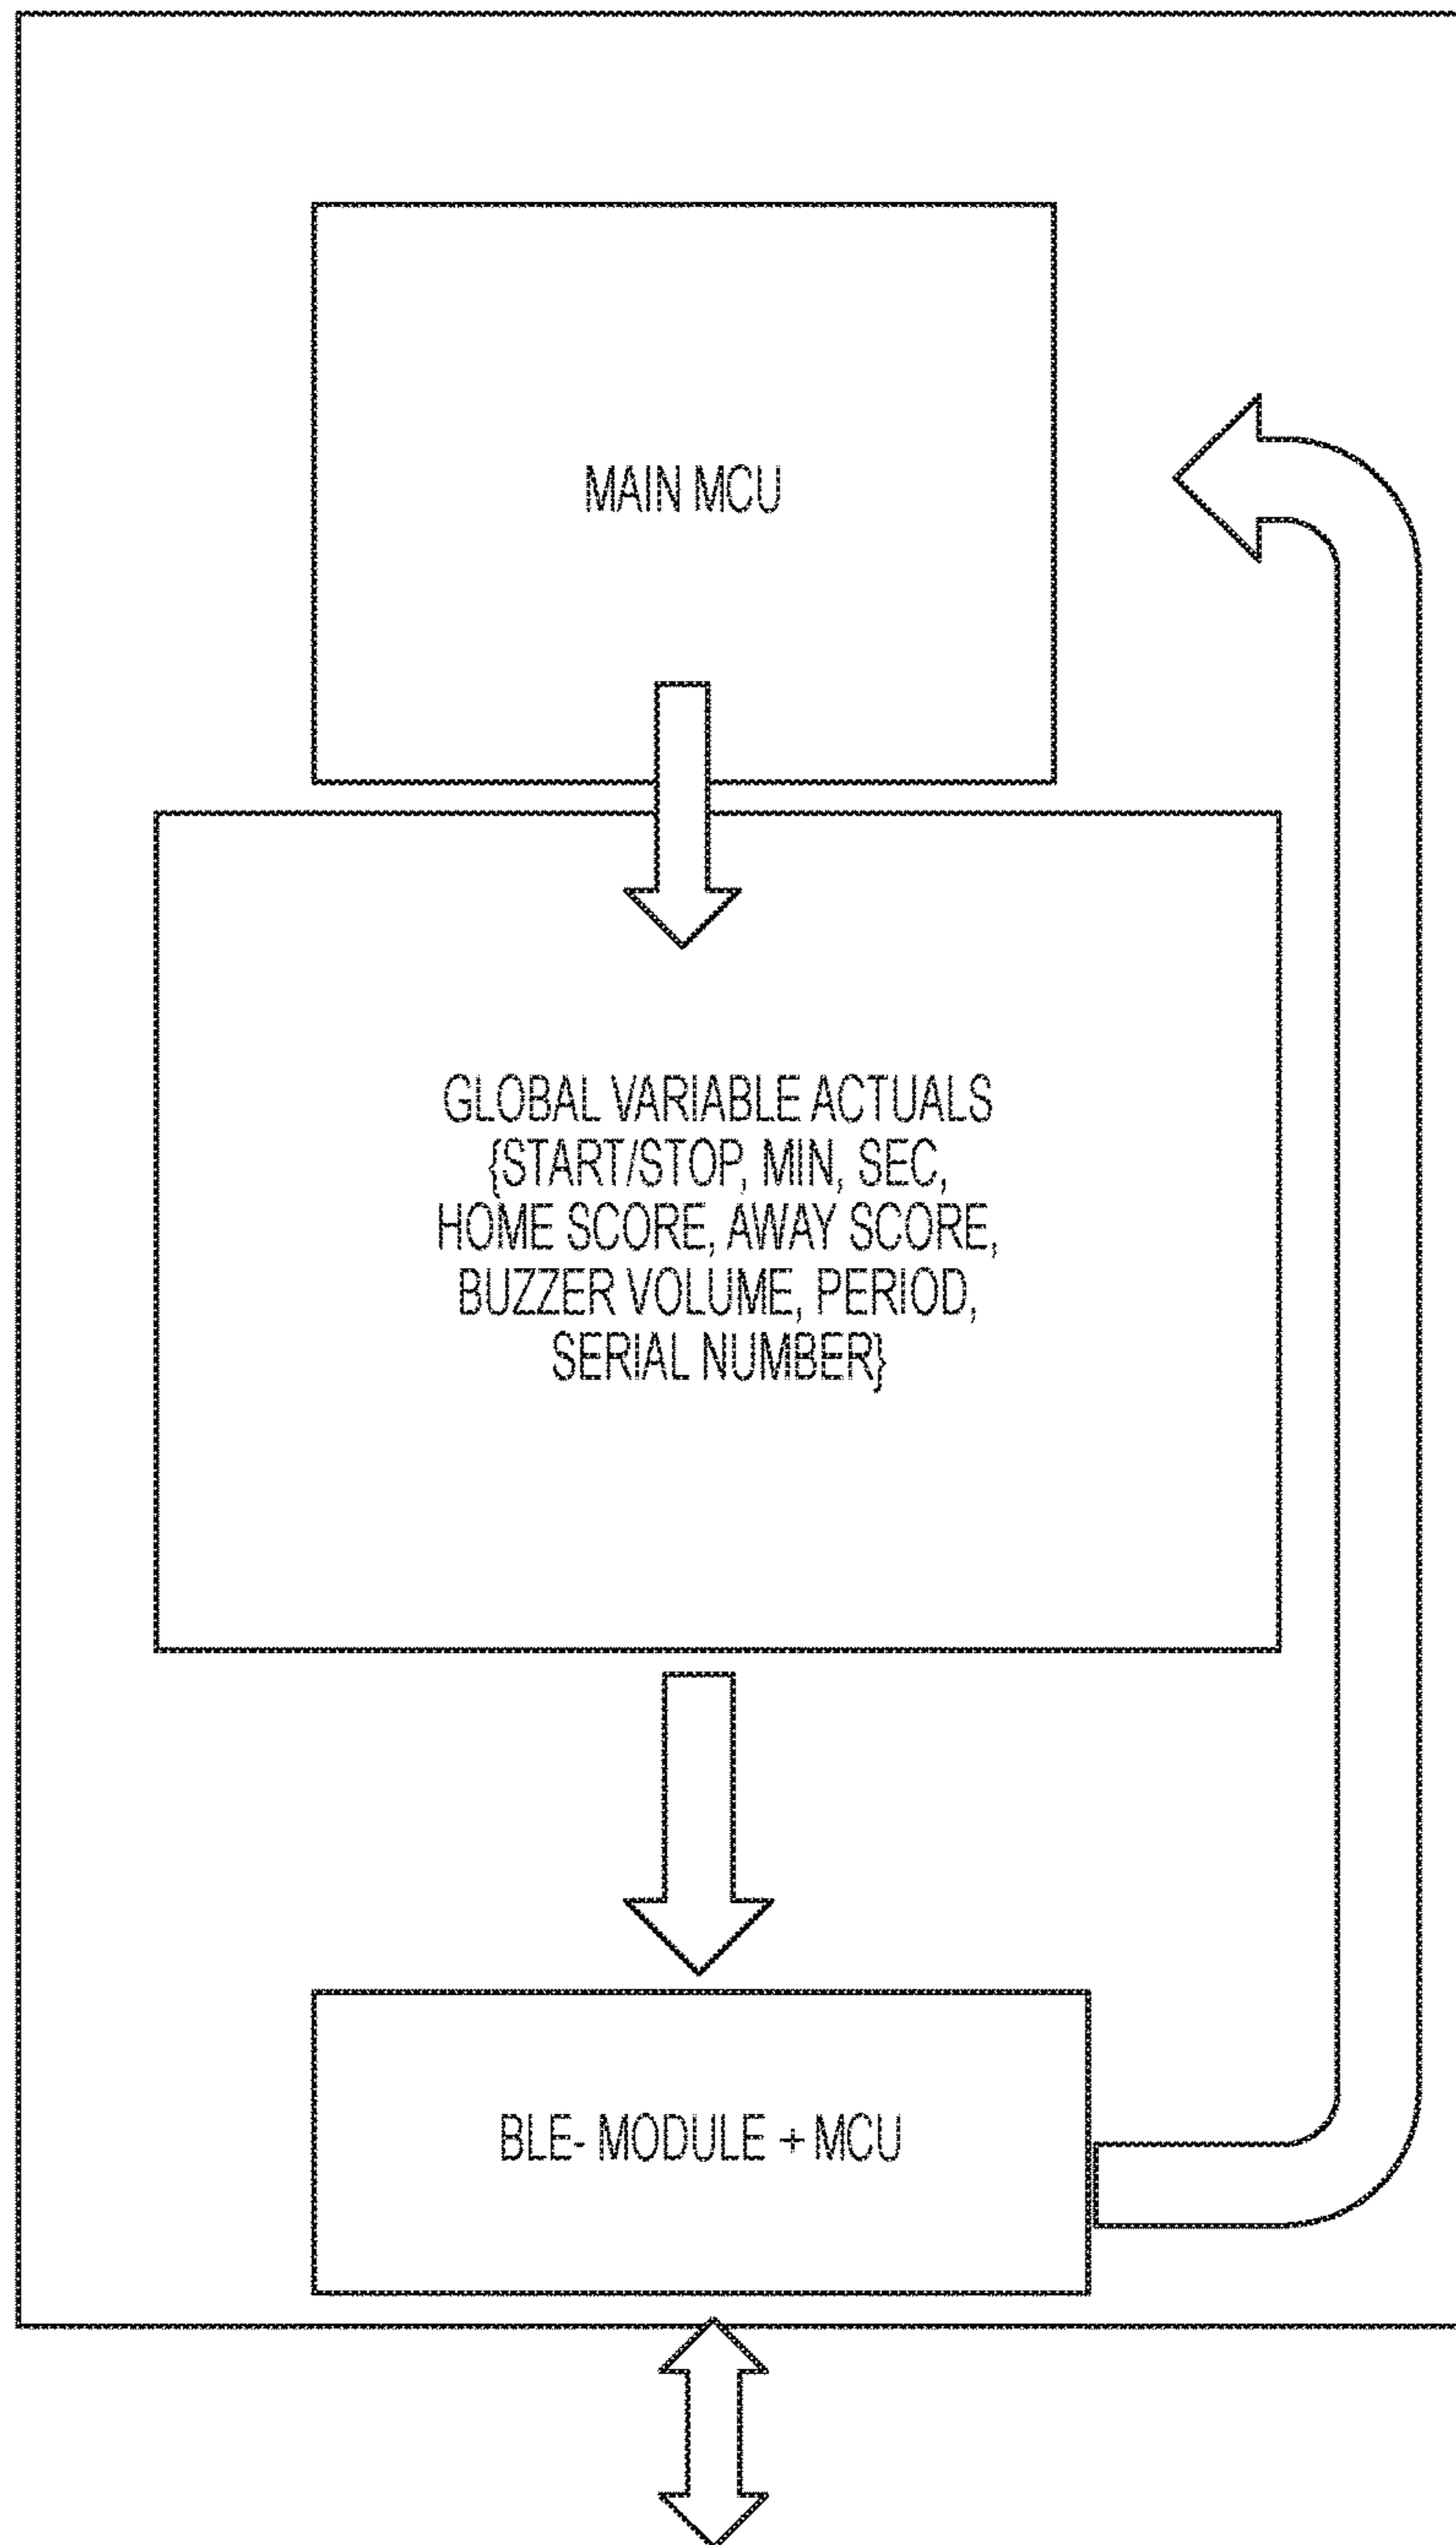 MAIN MCU
GLOBAL VARIABLE ACTUALS
{START/STOP, MIN, SEC,
HOME SCORE, AWAY SCORE,
BUZZER VOLUME, PERIOD,
SERIAL NUMBER}
BLE- MODULE + MCU